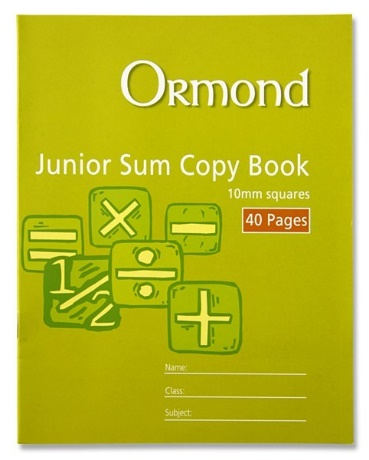 Ormond
Junior Sum Copy Book
10mm squares
40 Pages
= × −
1/2 ÷ +
Name:
Class:
Subject: